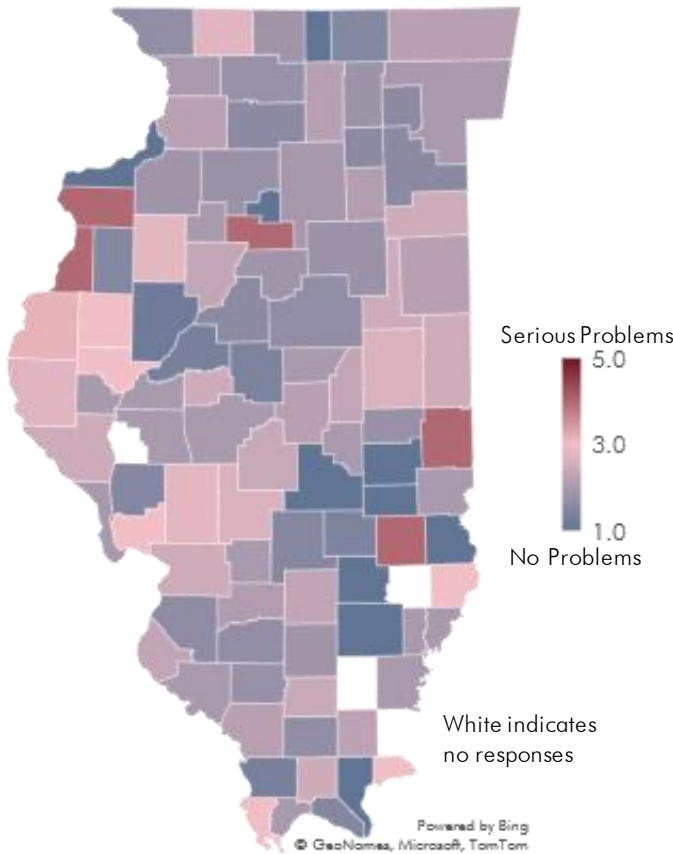 Serious Problems
5.0
3.0
1.0
No Problems
White indicates
no responses
Powered by Bing
© GeoNames, Microsoft, TomTom